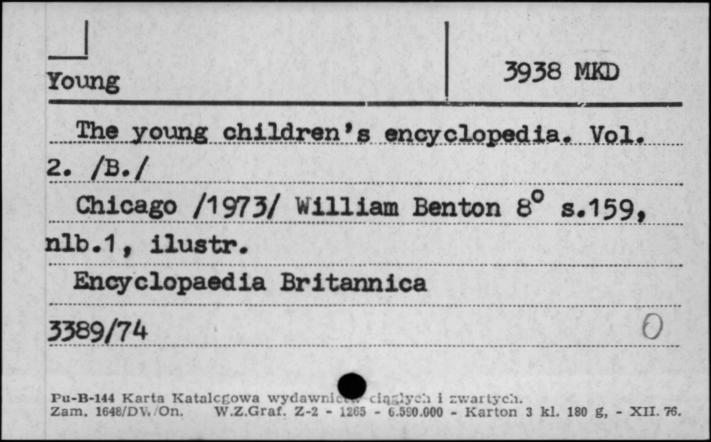 3938 MKD
Young
The young children's encyclopedia. Vol.
2. /B./
Chicago /1973/ William Benton 8° s.159,
nlb.1, ilustr.
Encyclopaedia Britannica
3389/74
0
Pu-B-144 Karta Katalogowa ciągłych i zwartych.
Zam. 1648/DW./On. W.Z.Graf. Z-2 - 1265 - 6.590.000 - Karton 3 kl. 180 g, - XII. 76.